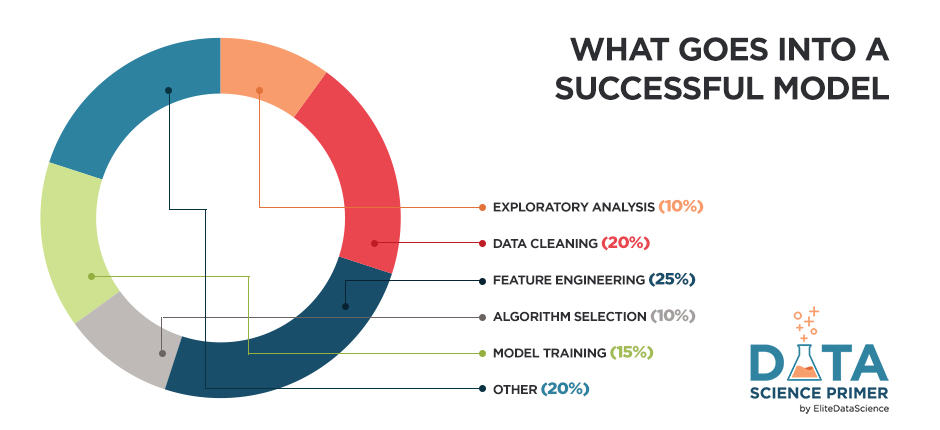 WHAT GOES INTO A
SUCCESSFUL MODEL
EXPLORATORY ANALYSIS (10%)
DATA CLEANING (20%)
FEATURE ENGINEERING (25%)
ALGORITHM SELECTION (10%)
MODEL TRAINING (15%)
OTHER (20%)
DATA
SCIENCE PRIMER
by EliteDataScience